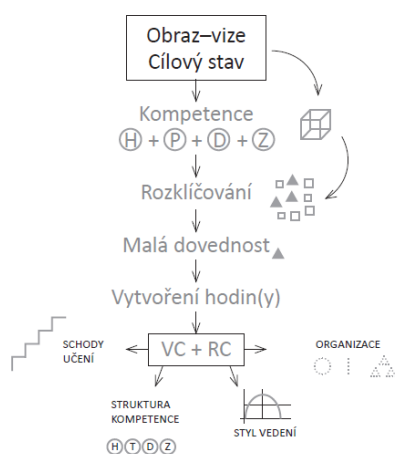 Obraz–vize
Cílový stav
Kompetence
H + P + D + Z
Rozklíčování
Malá dovednost
Vytvoření hodin(y)
SCHODY
UČENÍ
VC + RC
ORGANIZACE
STRUKTURA
KOMPETENCE
H T D Z
STYL VEDENÍ